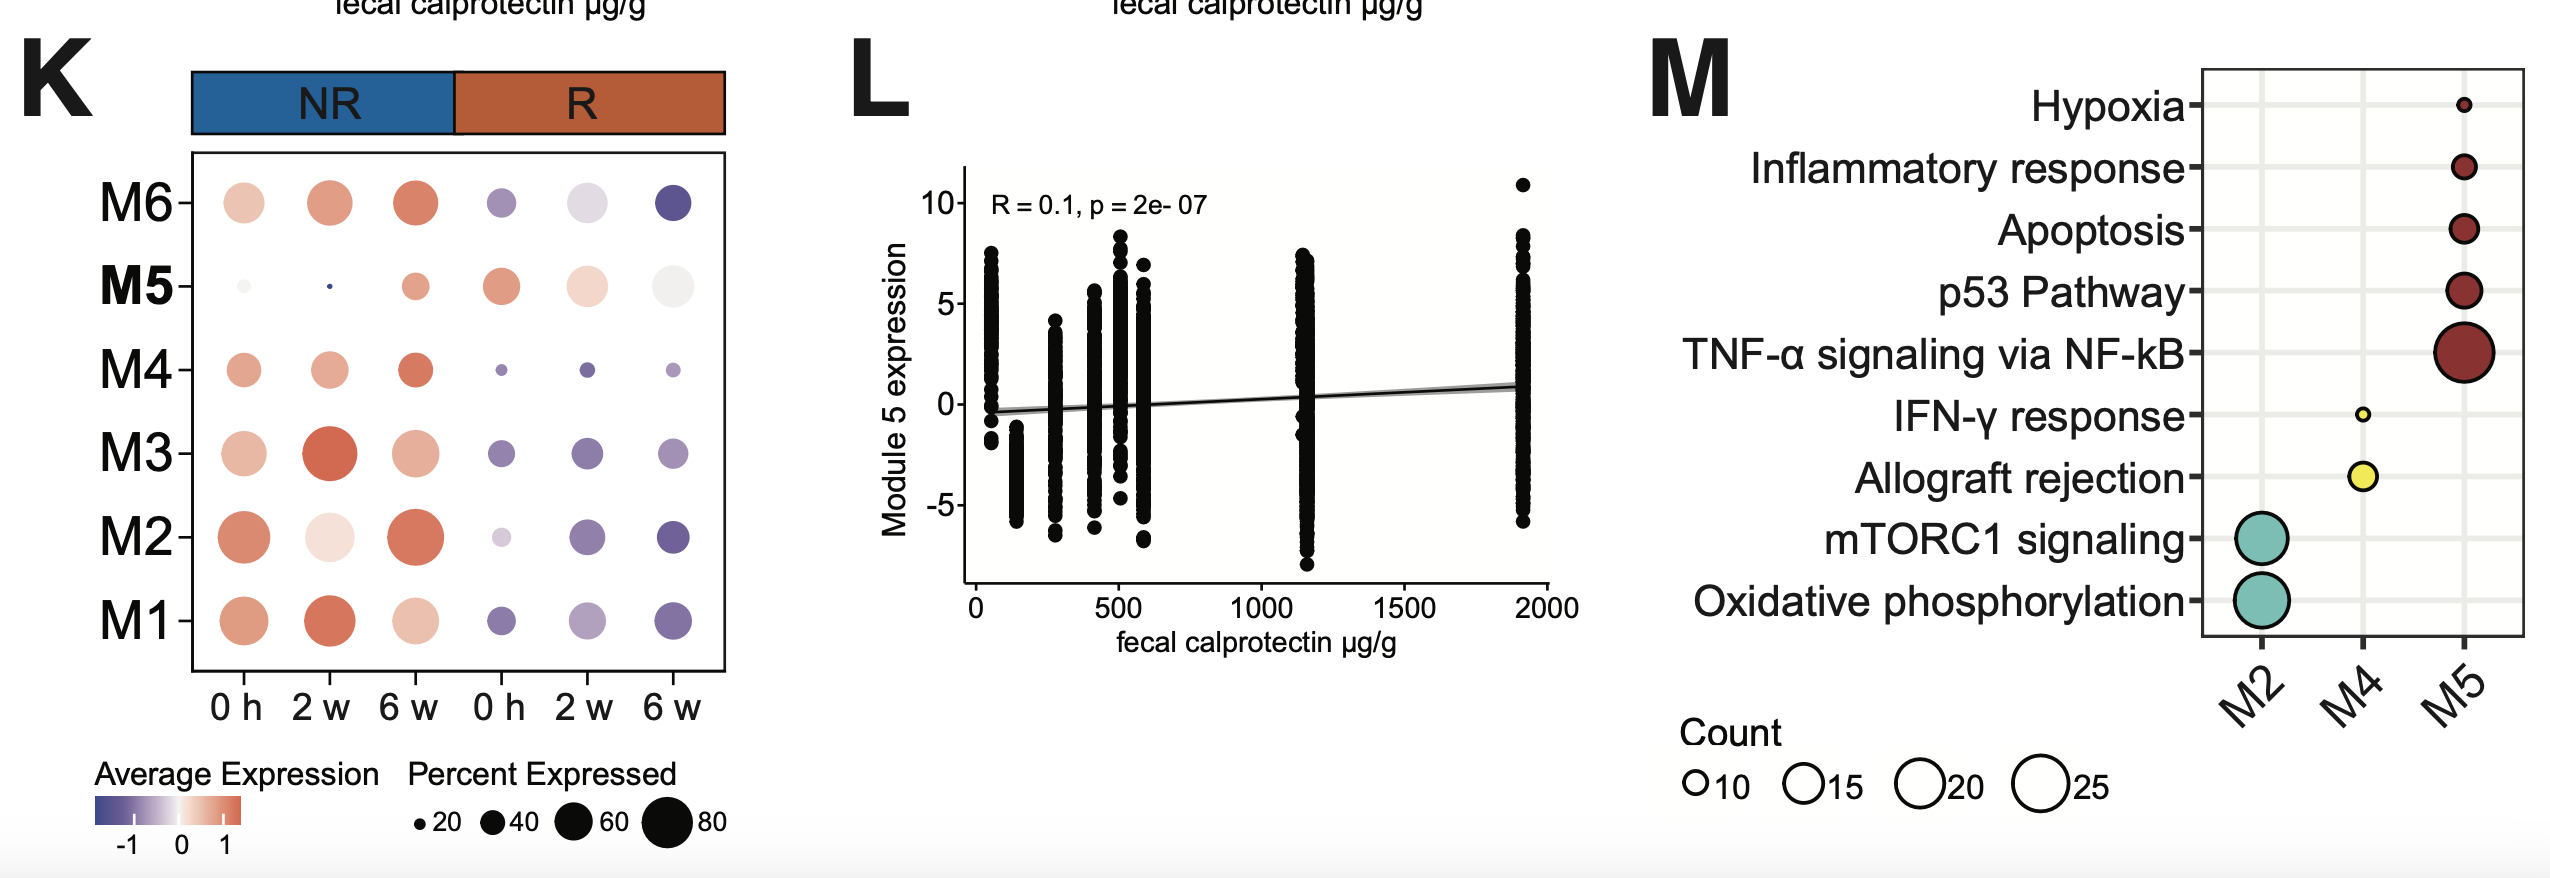 fecal calprotectin µg/g
fecal calprotectin µg/g
K
NR R
M6
M5
M4
M3
M2
M1
0 h 2 w 6 w 0 h 2 w 6 w
Average Expression
-1 0 1
Percent Expressed
20 40 60 80
L
R = 0.1, p = 2e- 07
Module 5 expression
10
5
0
-5
0 500 1000 1500 2000
fecal calprotectin µg/g
M
Hypoxia
Inflammatory response
Apoptosis
p53 Pathway
TNF-α signaling via NF-kB
IFN-γ response
Allograft rejection
mTORC1 signaling
Oxidative phosphorylation
M2 M4 M5
Count
10 15 20 25